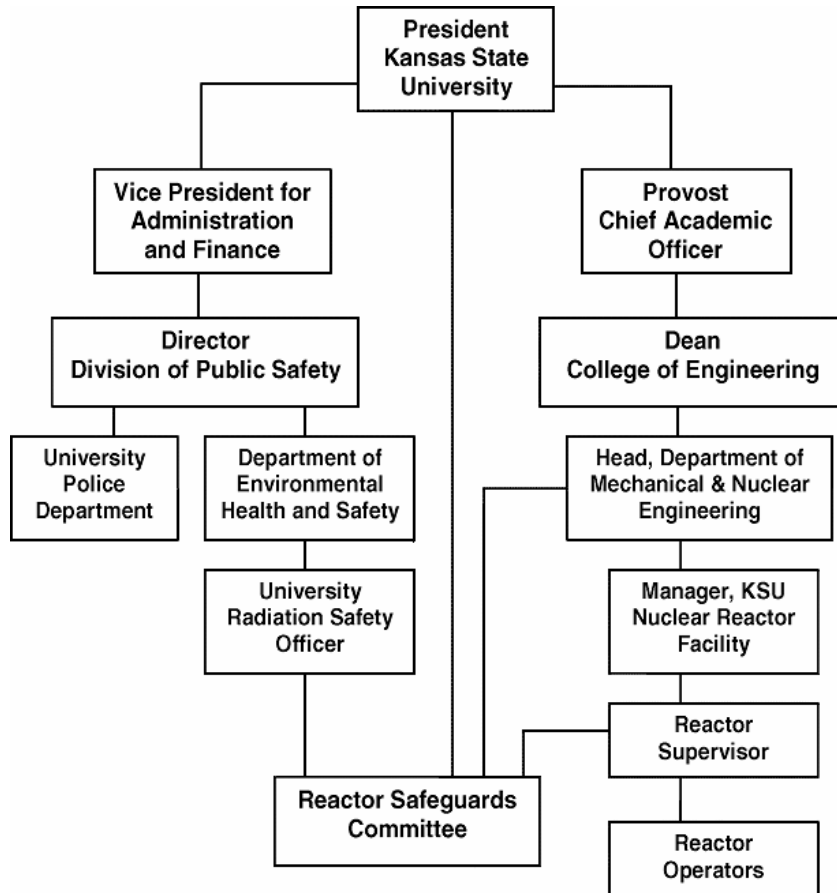 President
Kansas State
University
Vice President for
Administration
and Finance
Provost
Chief Academic
Officer
Director
Division of Public Safety
Dean
College of Engineering
University
Police
Department
Department of
Environmental
Health and Safety
Head, Department of
Mechanical & Nuclear
Engineering
University
Radiation Safety
Officer
Manager, KSU
Nuclear Reactor
Facility
Reactor
Supervisor
Reactor Safeguards
Committee
Reactor
Operators